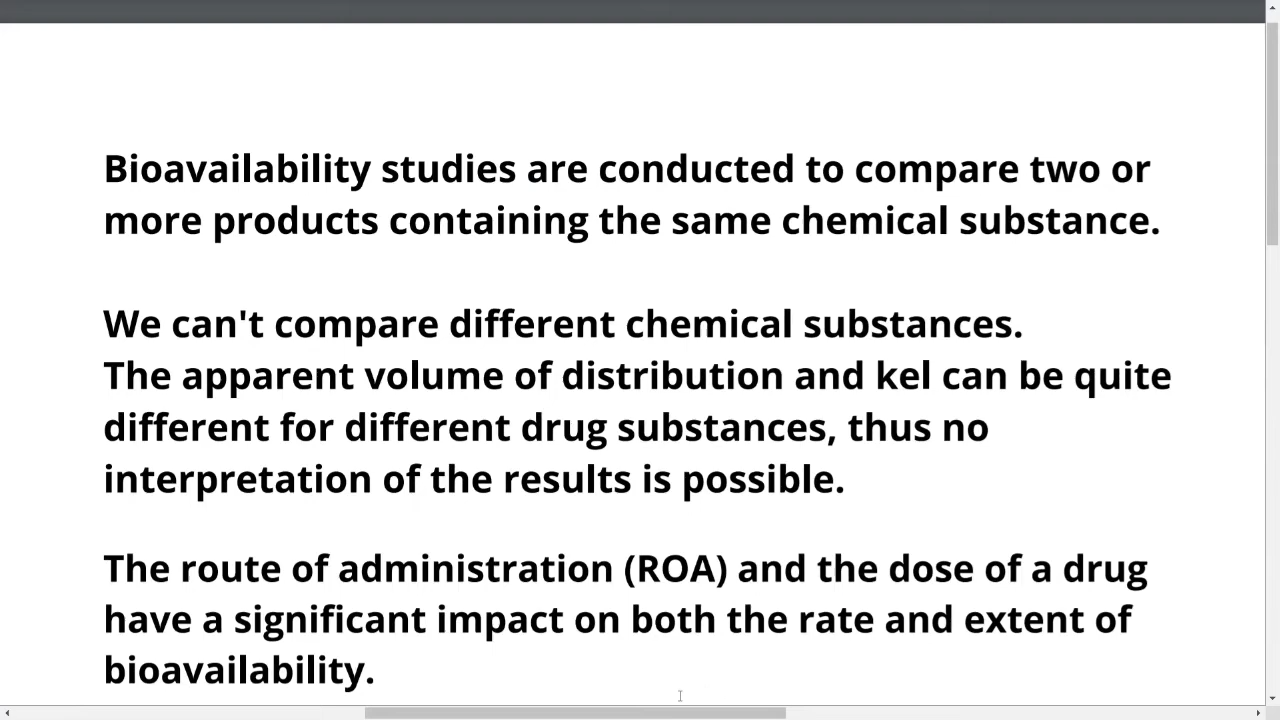 Bioavailability studies are conducted to compare two or
more products containing the same chemical substance.
We can't compare different chemical substances.
The apparent volume of distribution and kel can be quite
different for different drug substances, thus no
interpretation of the results is possible.
The route of administration (ROA) and the dose of a drug
have a significant impact on both the rate and extent of
bioavailability.